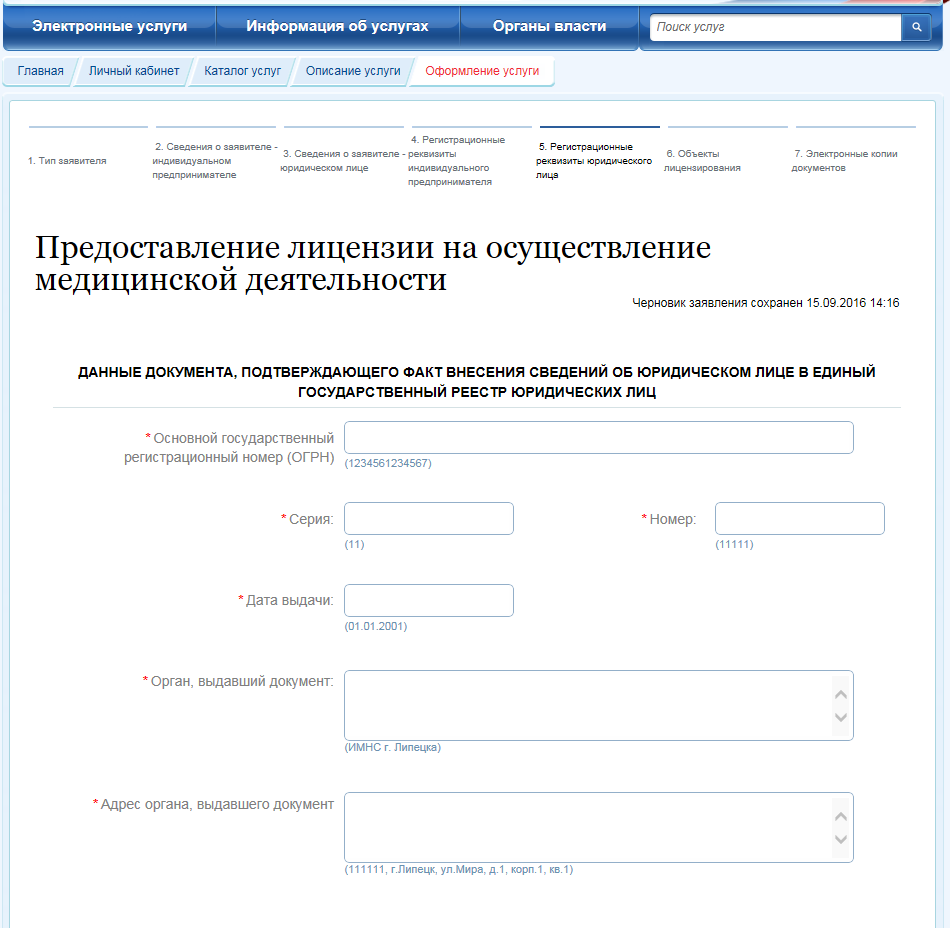 Электронные услуги
Информация об услугах
Органы власти
Поиск услуг
Главная
Личный кабинет
Каталог услуг
Описание услуги
Оформление услуги
1. Тип заявителя
2. Сведения о заявителе -
индивидуальном
предпринимателе
3. Сведения о заявителе -
юридическом лице
4. Регистрационные
реквизиты
индивидуального
предпринимателя
5. Регистрационные
реквизиты юридического
лица
6. Объекты
лицензирования
7. Электронные копии
документов
Предоставление лицензии на осуществление
медицинской деятельности
Черновик заявления сохранен 15.09.2016 14:16
ДАННЫЕ ДОКУМЕНТА, ПОДТВЕРЖДАЮЩЕГО ФАКТ ВНЕСЕНИЯ СВЕДЕНИЙ ОБ ЮРИДИЧЕСКОМ ЛИЦЕ В ЕДИНЫЙ
ГОСУДАРСТВЕННЫЙ РЕЕСТР ЮРИДИЧЕСКИХ ЛИЦ
* Основной государственный
регистрационный номер (ОГРН)
(1234561234567)
* Серия:
(11)
* Номер:
(11111)
* Дата выдачи:
(01.01.2001)
* Орган, выдавший документ:
(ИМНС г. Липецка)
* Адрес органа, выдавшего документ
(111111, г.Липецк, ул.Мира, д.1, корп.1, кв.1)